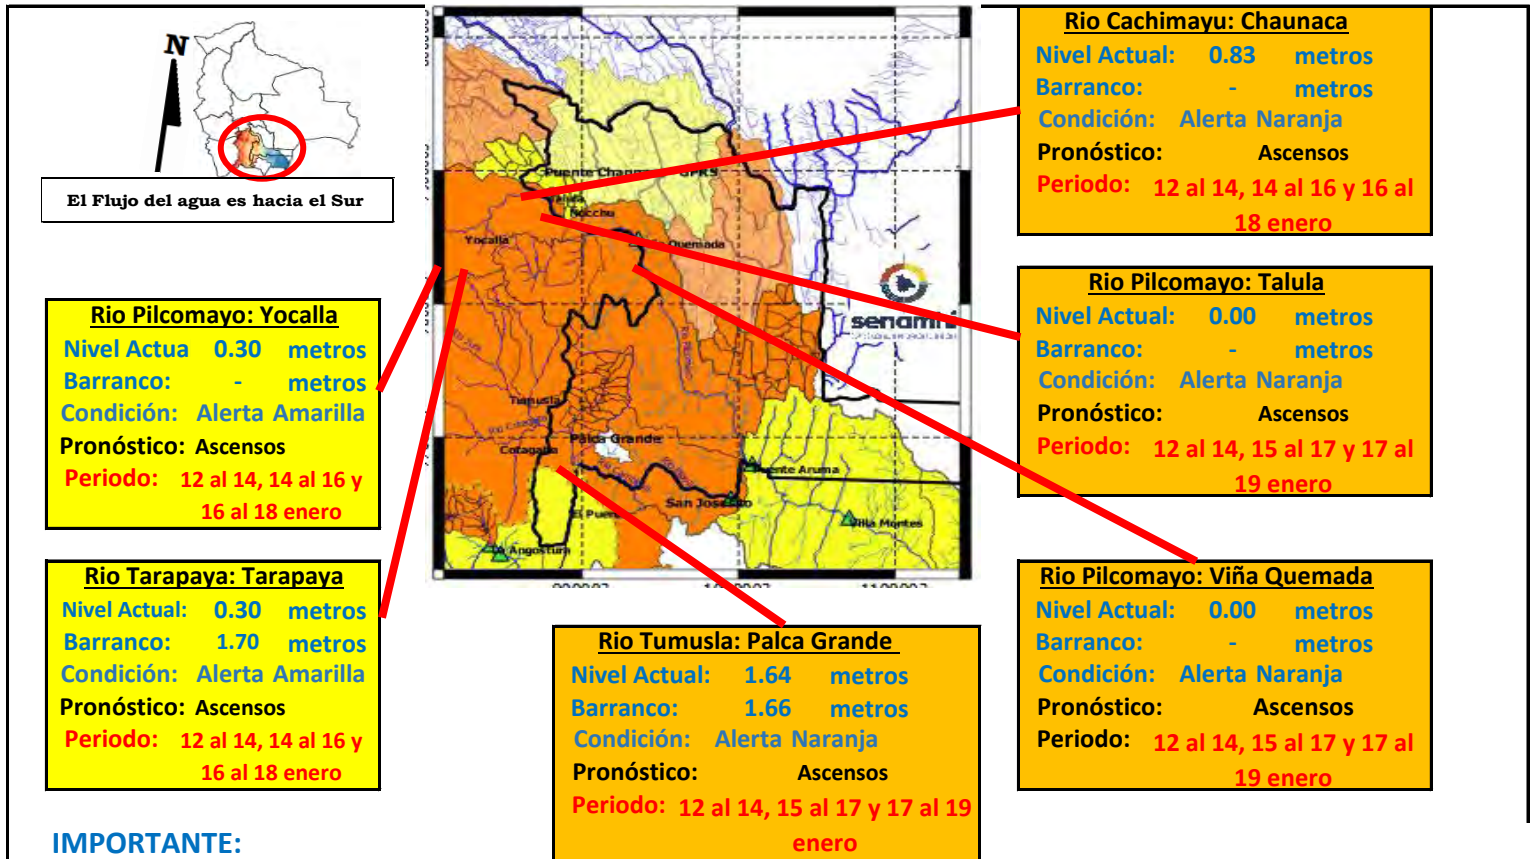 N
El Flujo del agua es hacia el Sur
Rio Pilcomayo: Yocalla
Nivel Actua 0.30 metros
Barranco: - metros
Condición: Alerta Amarilla
Pronóstico: Ascensos
Periodo: 12 al 14, 14 al 16 y
16 al 18 enero
Rio Tarapaya: Tarapaya
Nivel Actual: 0.30 metros
Barranco: 1.70 metros
Condición: Alerta Amarilla
Pronóstico: Ascensos
Periodo: 12 al 14, 14 al 16 y
16 al 18 enero
IMPORTANTE:
Puente
GPRS
Yocalla
Quemada
senamhi
Tumusla
Palca Grande
Cotagaita
Puente Aruma
San Josecito
El Puente
Villa Montes
Angostura
Rio Tumusla: Palca Grande
Nivel Actual: 1.64 metros
Barranco: 1.66 metros
Condición: Alerta Naranja
Pronóstico: Ascensos
Periodo: 12 al 14, 15 al 17 y 17 al 19
enero
Rio Cachimayu: Chaunaca
Nivel Actual: 0.83 metros
Barranco: - metros
Condición: Alerta Naranja
Pronóstico: Ascensos
Periodo: 12 al 14, 14 al 16 y 16 al
18 enero
Rio Pilcomayo: Talula
Nivel Actual: 0.00 metros
Barranco: - metros
Condición: Alerta Naranja
Pronóstico: Ascensos
Periodo: 12 al 14, 15 al 17 y 17 al
19 enero
Rio Pilcomayo: Viña Quemada
Nivel Actual: 0.00 metros
Barranco: - metros
Condición: Alerta Naranja
Pronóstico: Ascensos
Periodo: 12 al 14, 15 al 17 y 17 al
19 enero